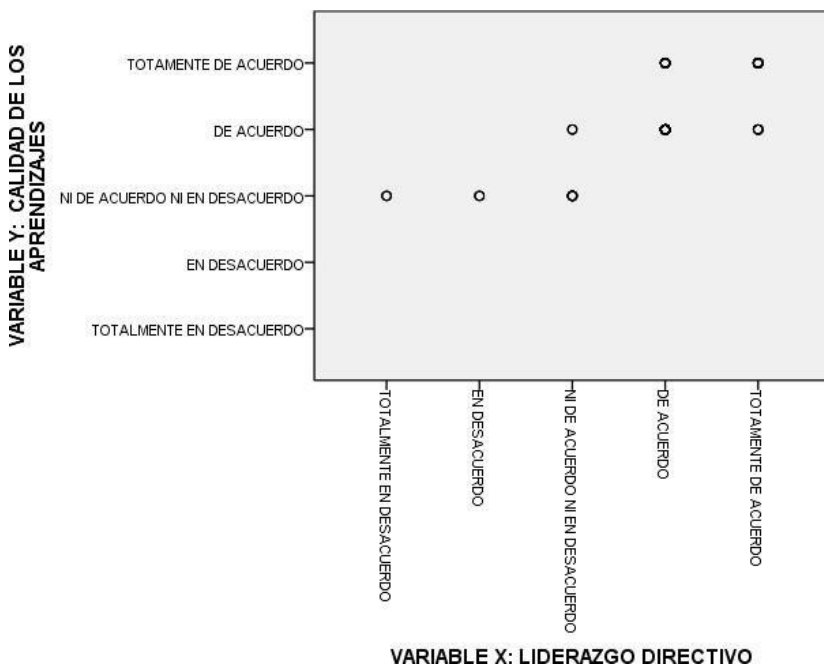 VARIABLE Y:  CALIDAD DE LOS
APRENDIZAJES
TOTAMENTE DE ACUERDO
DE ACUERDO
NI DE ACUERDO NI EN DESACUERDO
EN DESACUERDO
TOTALMENTE EN DESACUERDO
TOTALMENTE EN DESACUERDO
EN DESACUERDO
NI DE ACUERDO NI EN DESACUERDO
DE ACUERDO
TOTAMENTE DE ACUERDO
VARIABLE X: LIDERAZGO DIRECTIVO